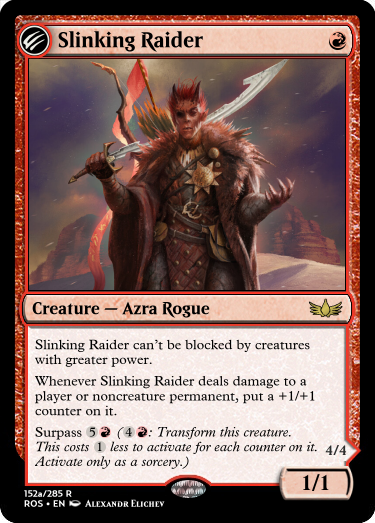 Slinking Raider
Creature — Azra Rogue
Slinking Raider can't be blocked by creatures
with greater power.
Whenever Slinking Raider deals damage to a
player or noncreature permanent, put a +1/+1
counter on it.
Surpass 5 (4 : Transform this creature.
This costs 1 less to activate for each counter on it.
Activate only as a sorcery.)
4/4
1/1
152a/285 R
ROS • EN Alexandr Elichev